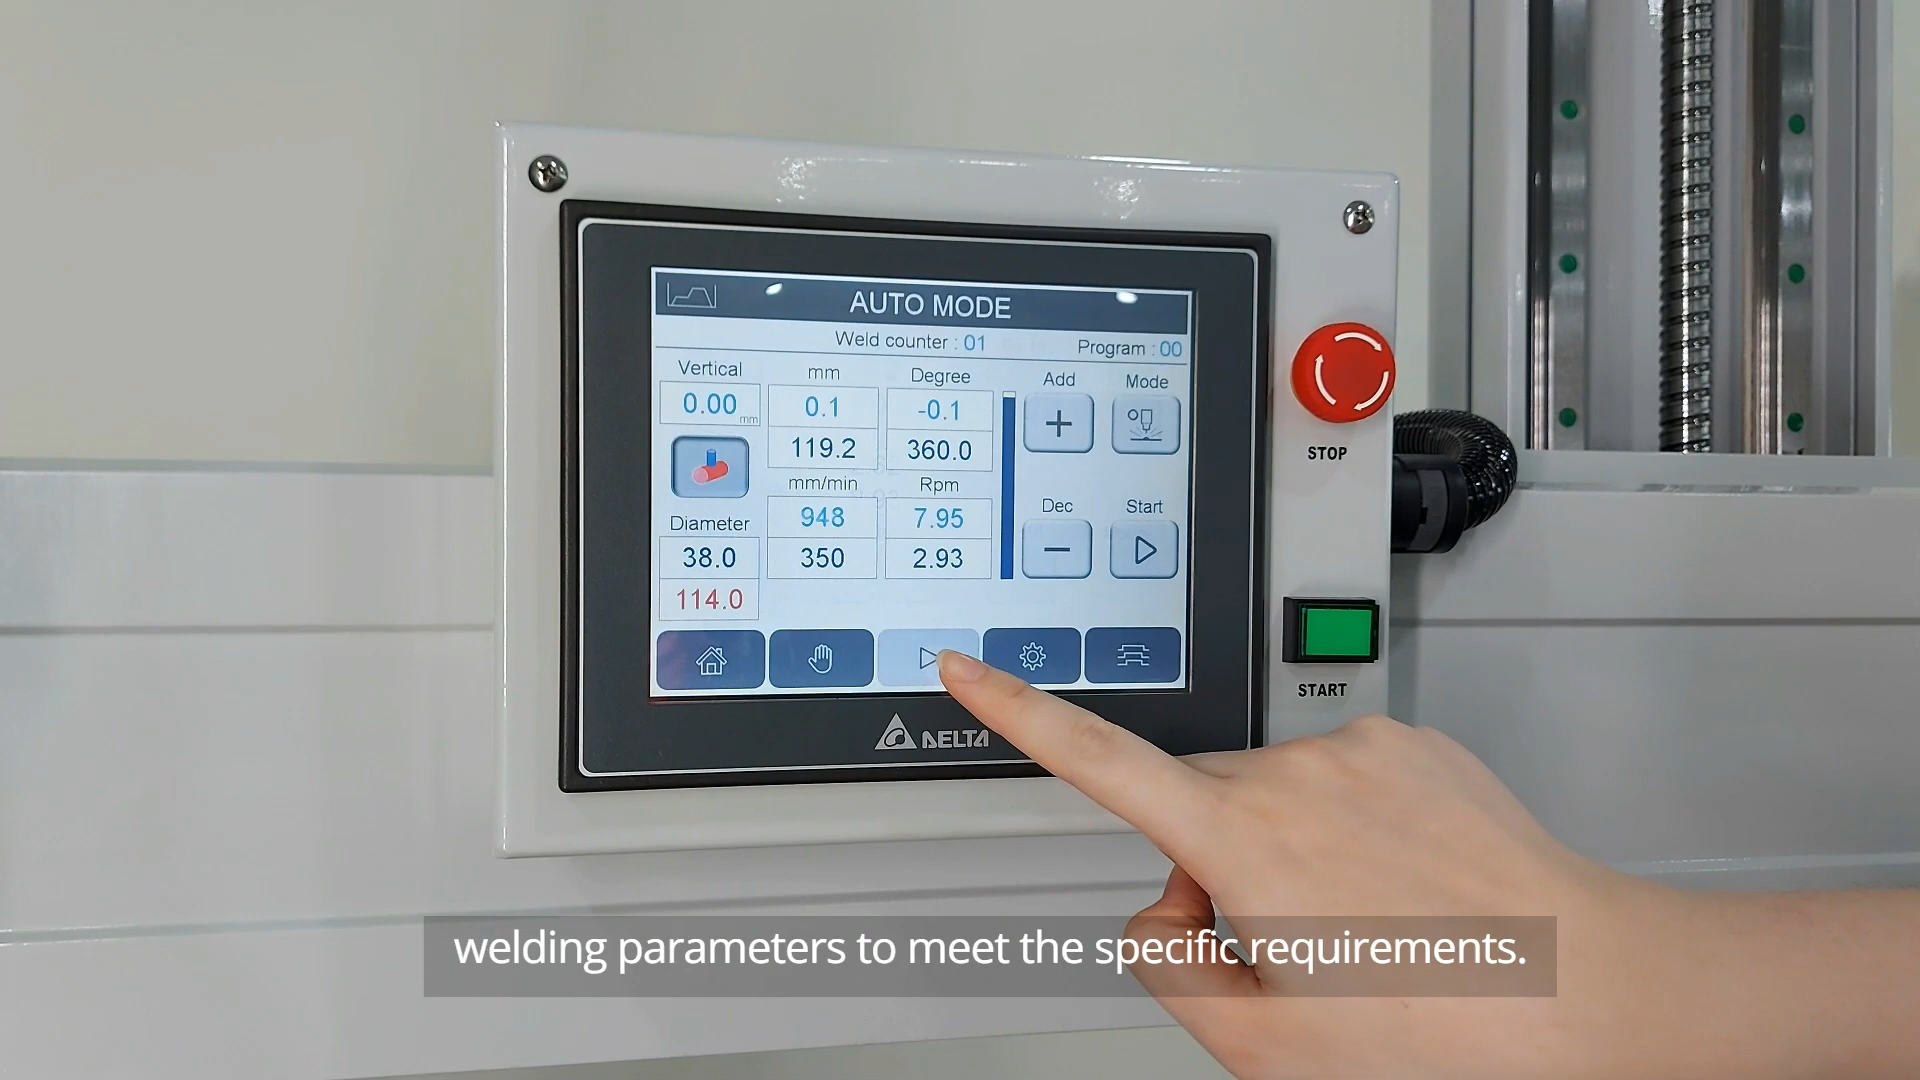 AUTO MODE
Weld counter : 01
Program : 00
Vertical
0.00 mm
mm
0.1
119.2
Degree
-0.1
360.0
Add
+
Mode
Diameter
38.0
114.0
mm/min
948
350
Rpm
7.95
2.93
Dec
−
Start
DELTA
STOP
START
welding parameters to meet the specific requirements.